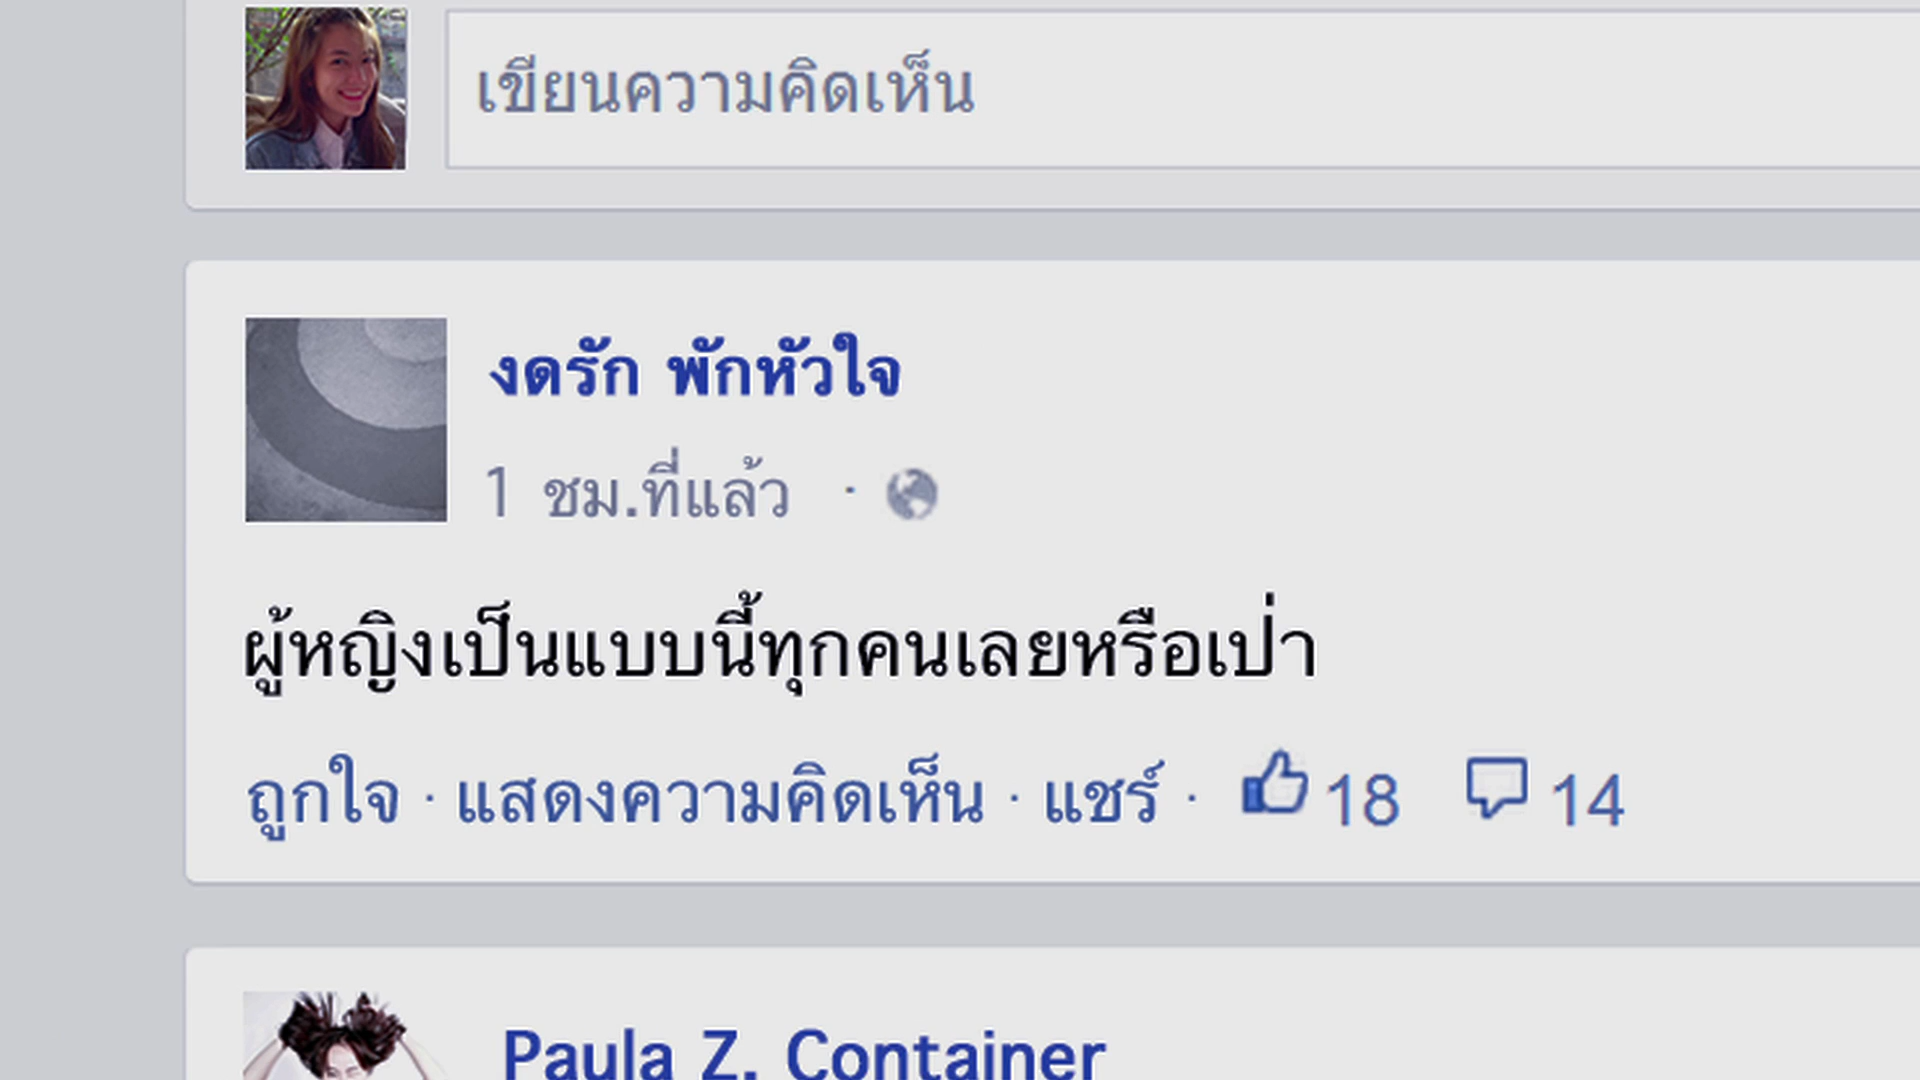 เขียนความคิดเห็น
งดรัก พักหัวใจ
1 ชม.ที่แล้ว ·
ผู้หญิงเป็นแบบนี้ทุกคนเลยหรือเป่า
ถูกใจ · แสดงความคิดเห็น · แชร์ · 18 14
Paula Z. Container